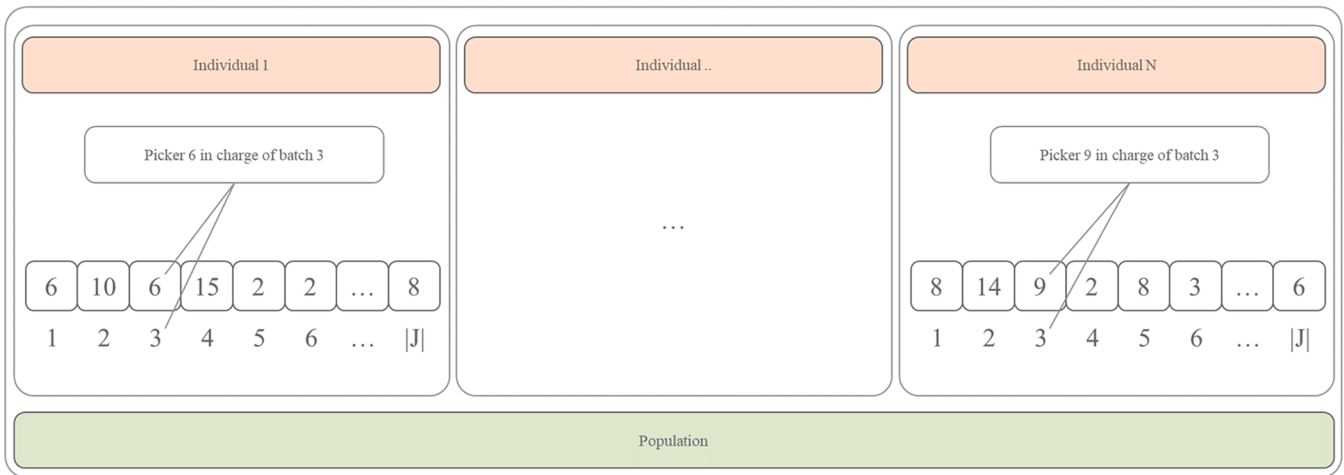 Individual 1
Individual ..
Individual N
Picker 6 in charge of batch 3
Picker 9 in charge of batch 3
…
6 10 6 15 2 2 … 8
8 14 9 2 8 3 … 6
1 2 3 4 5 6 … |J|
1 2 3 4 5 6 … |J|
Population